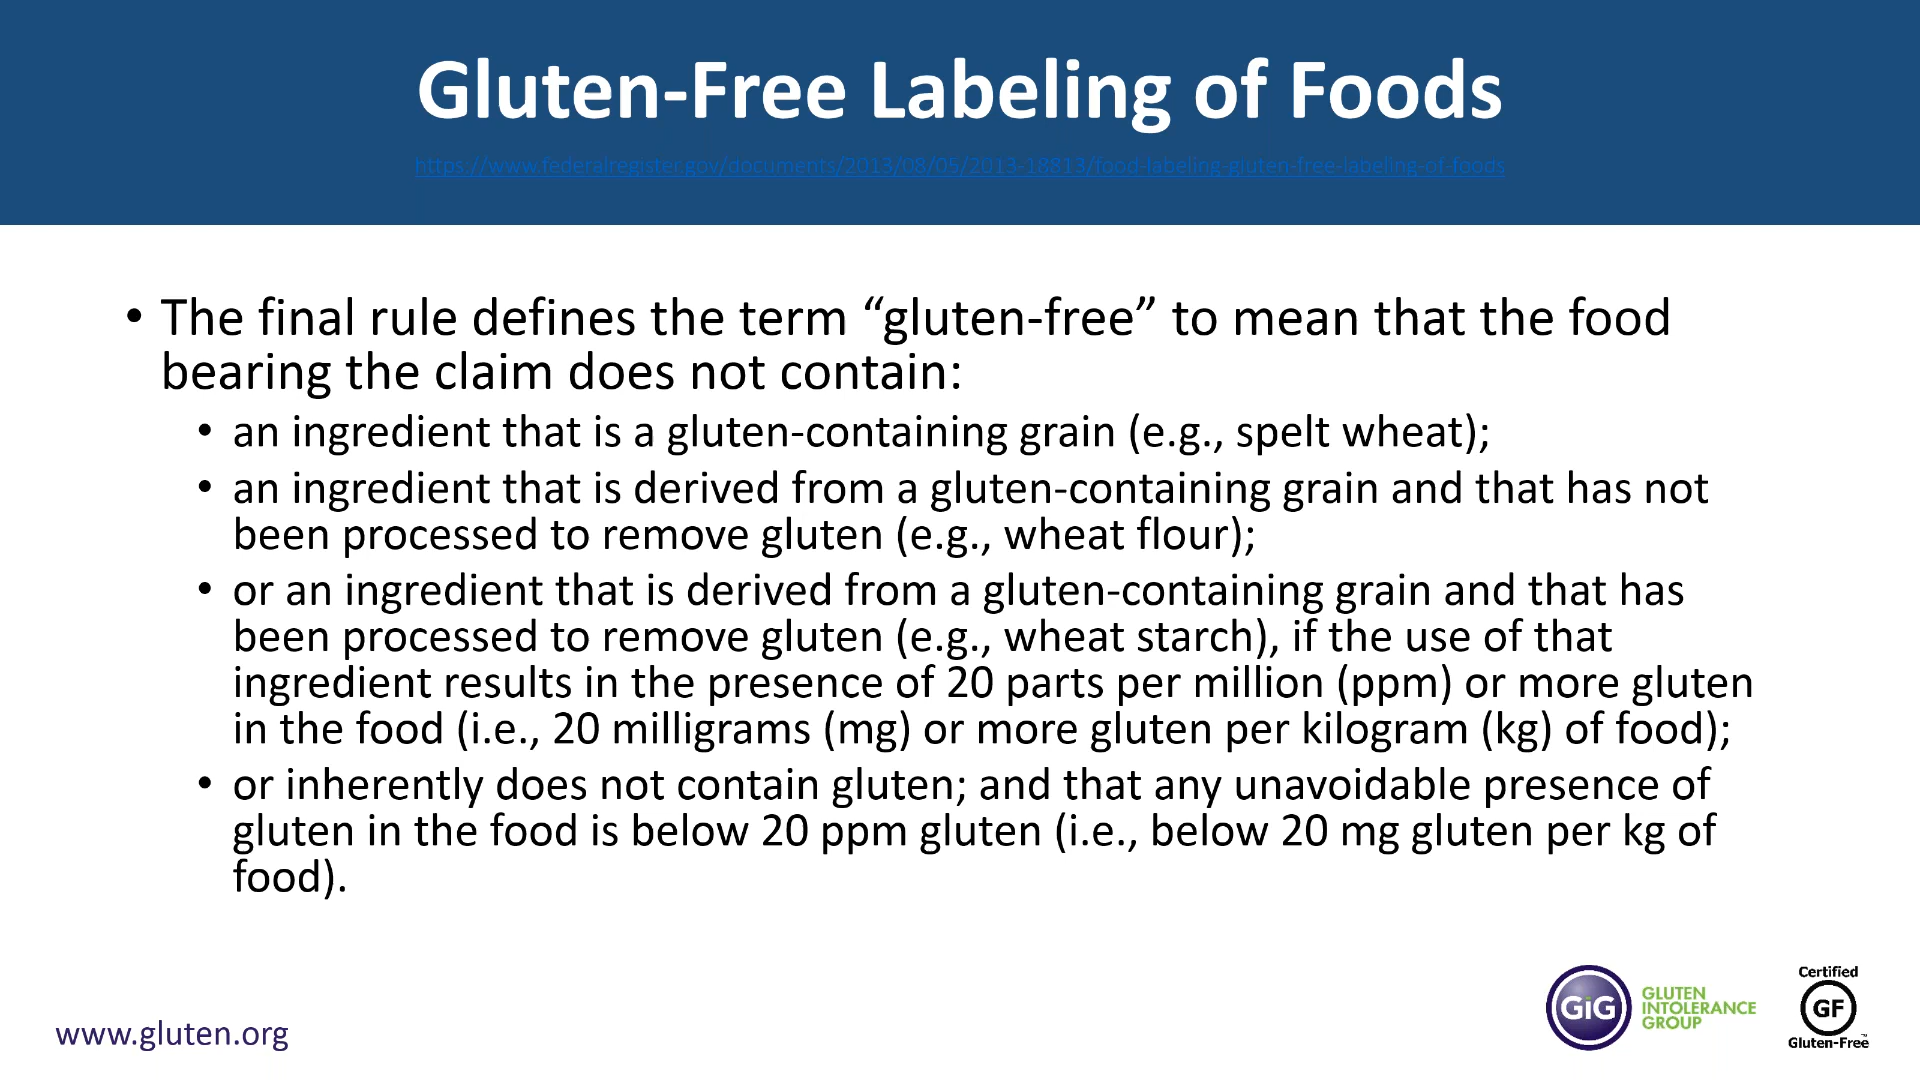 Gluten-Free Labeling of Foods
https://www.federalregister.gov/documents/2013/08/05/2013-18813/food-labeling-gluten-free-labeling-of-foods
• The final rule defines the term “gluten-free” to mean that the food
bearing the claim does not contain:
• an ingredient that is a gluten-containing grain (e.g., spelt wheat);
• an ingredient that is derived from a gluten-containing grain and that has not
been processed to remove gluten (e.g., wheat flour);
• or an ingredient that is derived from a gluten-containing grain and that has
been processed to remove gluten (e.g., wheat starch), if the use of that
ingredient results in the presence of 20 parts per million (ppm) or more gluten
in the food (i.e., 20 milligrams (mg) or more gluten per kilogram (kg) of food);
• or inherently does not contain gluten; and that any unavoidable presence of
gluten in the food is below 20 ppm gluten (i.e., below 20 mg gluten per kg of
food).
www.gluten.org
GiG
GLUTEN
INTOLERANCE
GROUP
Certified
GF
Gluten-Free™